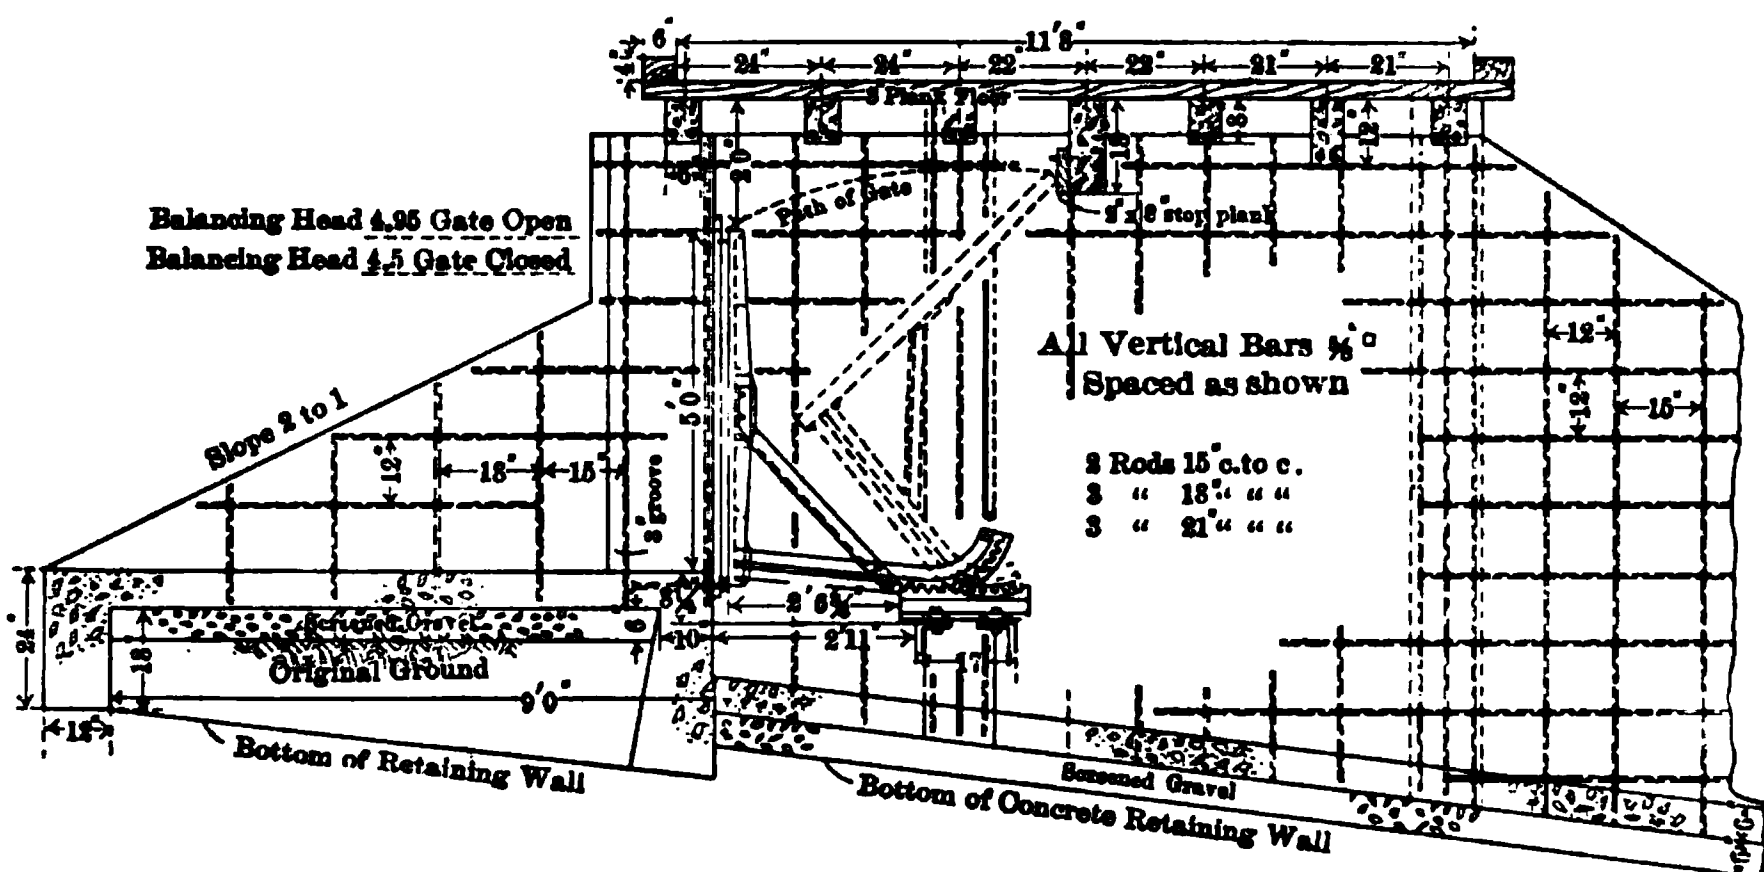 6"
11'8"
4"
24"
24"
22"
22"
21"
21"
3" Plank Floor
8"
12"
18"
2'0"
Path of Gate
2" x 8" stop plank
Balancing Head 4.95 Gate Open
Balancing Head 4.5 Gate Closed
All Vertical Bars ⅝"□
Spaced as shown
12"
12"
15"
Slope 2 to 1
5'0"
12"
18"
15"
3" groove
2 Rods 15" c. to c.
3 " 18" " "
3 " 21" " "
24"
Screened Gravel
18"
Original Ground
6"
10"
2'11"
9'0"
12"
Bottom of Retaining Wall
Screened Gravel
Bottom of Concrete Retaining Wall